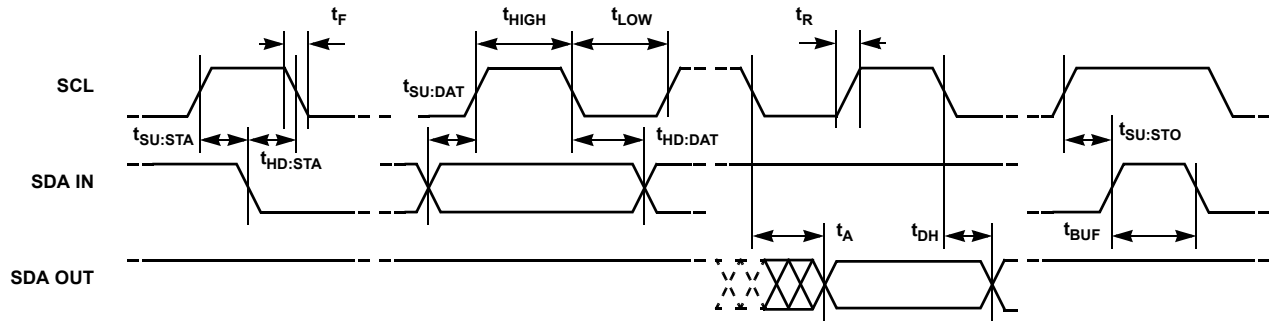 tF
tHIGH
tLOW
tR
SCL
tSU:DAT
tSU:STA
tHD:STA
tHD:DAT
tSU:STO
SDA IN
tA
tDH
tBUF
SDA OUT